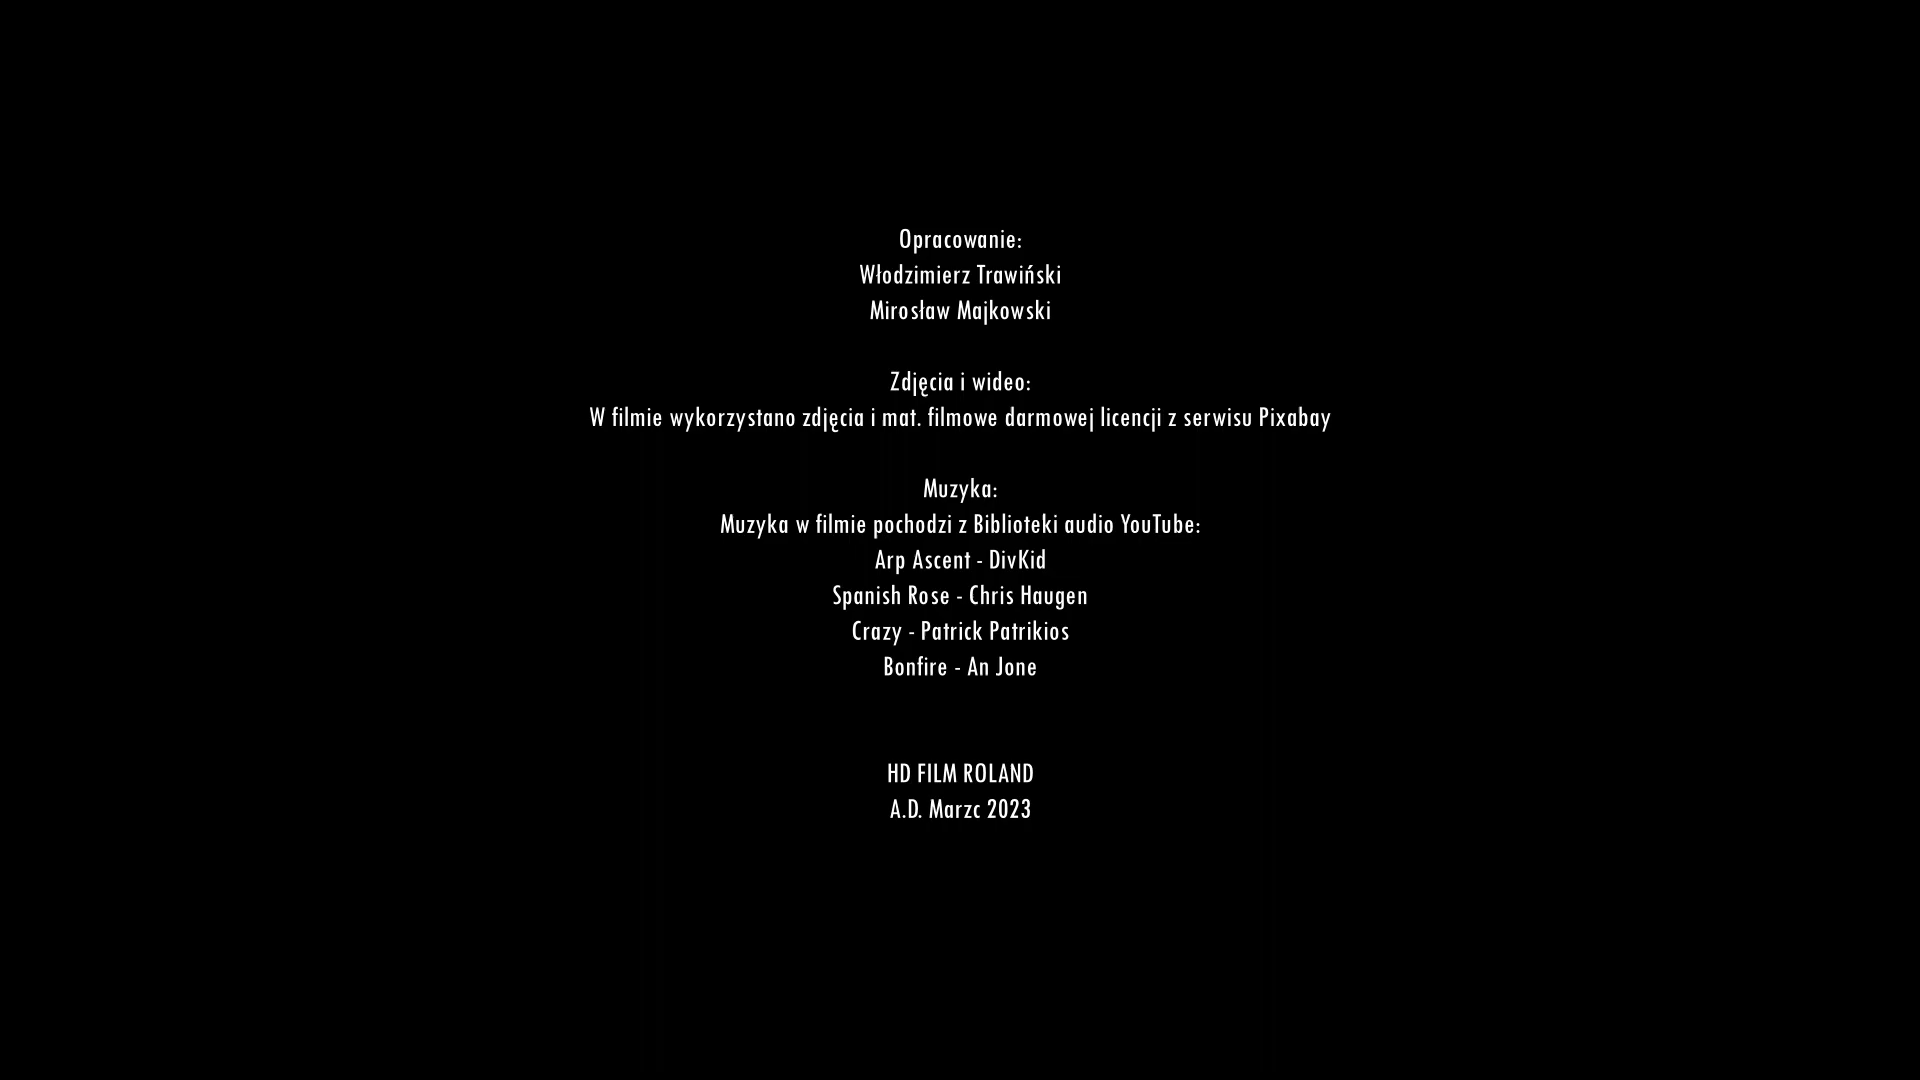 Opracowanie:
Włodzimierz Trawiński
Mirosław Majkowski
Zdjęcia i wideo:
W filmie wykorzystano zdjęcia i mat. filmowe darmowej licencji z serwisu Pixabay
Muzyka:
Muzyka w filmie pochodzi z Biblioteki audio YouTube:
Arp Ascent - DivKid
Spanish Rose - Chris Haugen
Crazy - Patrick Patrikios
Bonfire - An Jone
HD FILM ROLAND
A.D. Marzc 2023